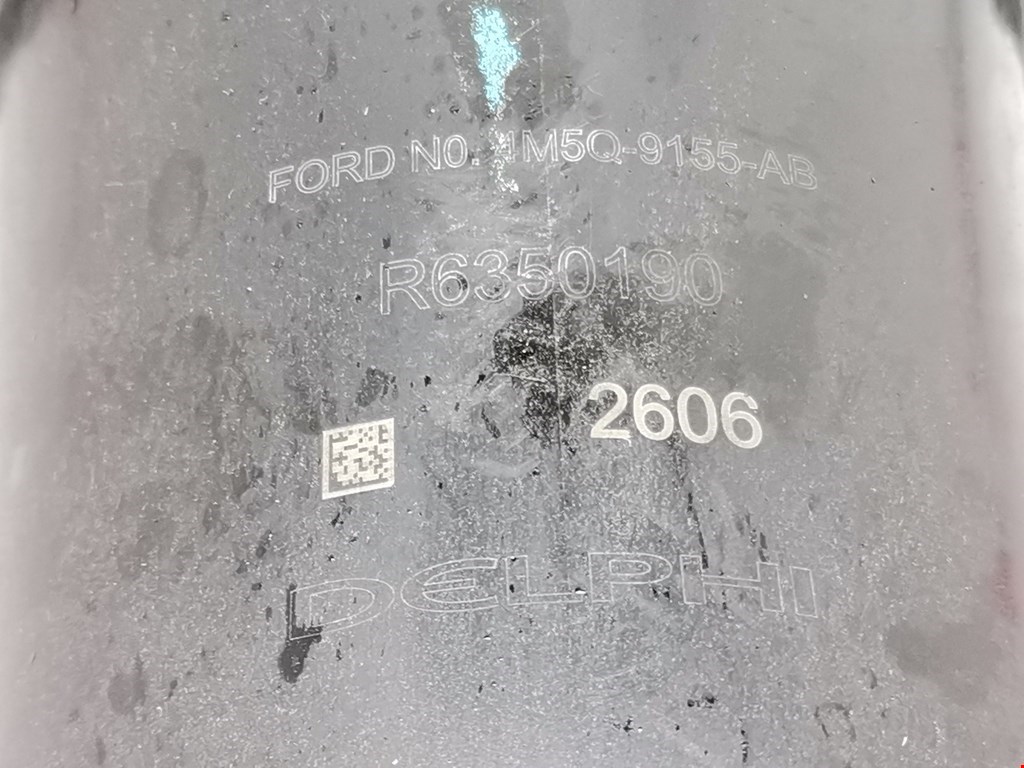 FORD NO. 4M5Q-9155-AB
R6350190
2606
DELPHI